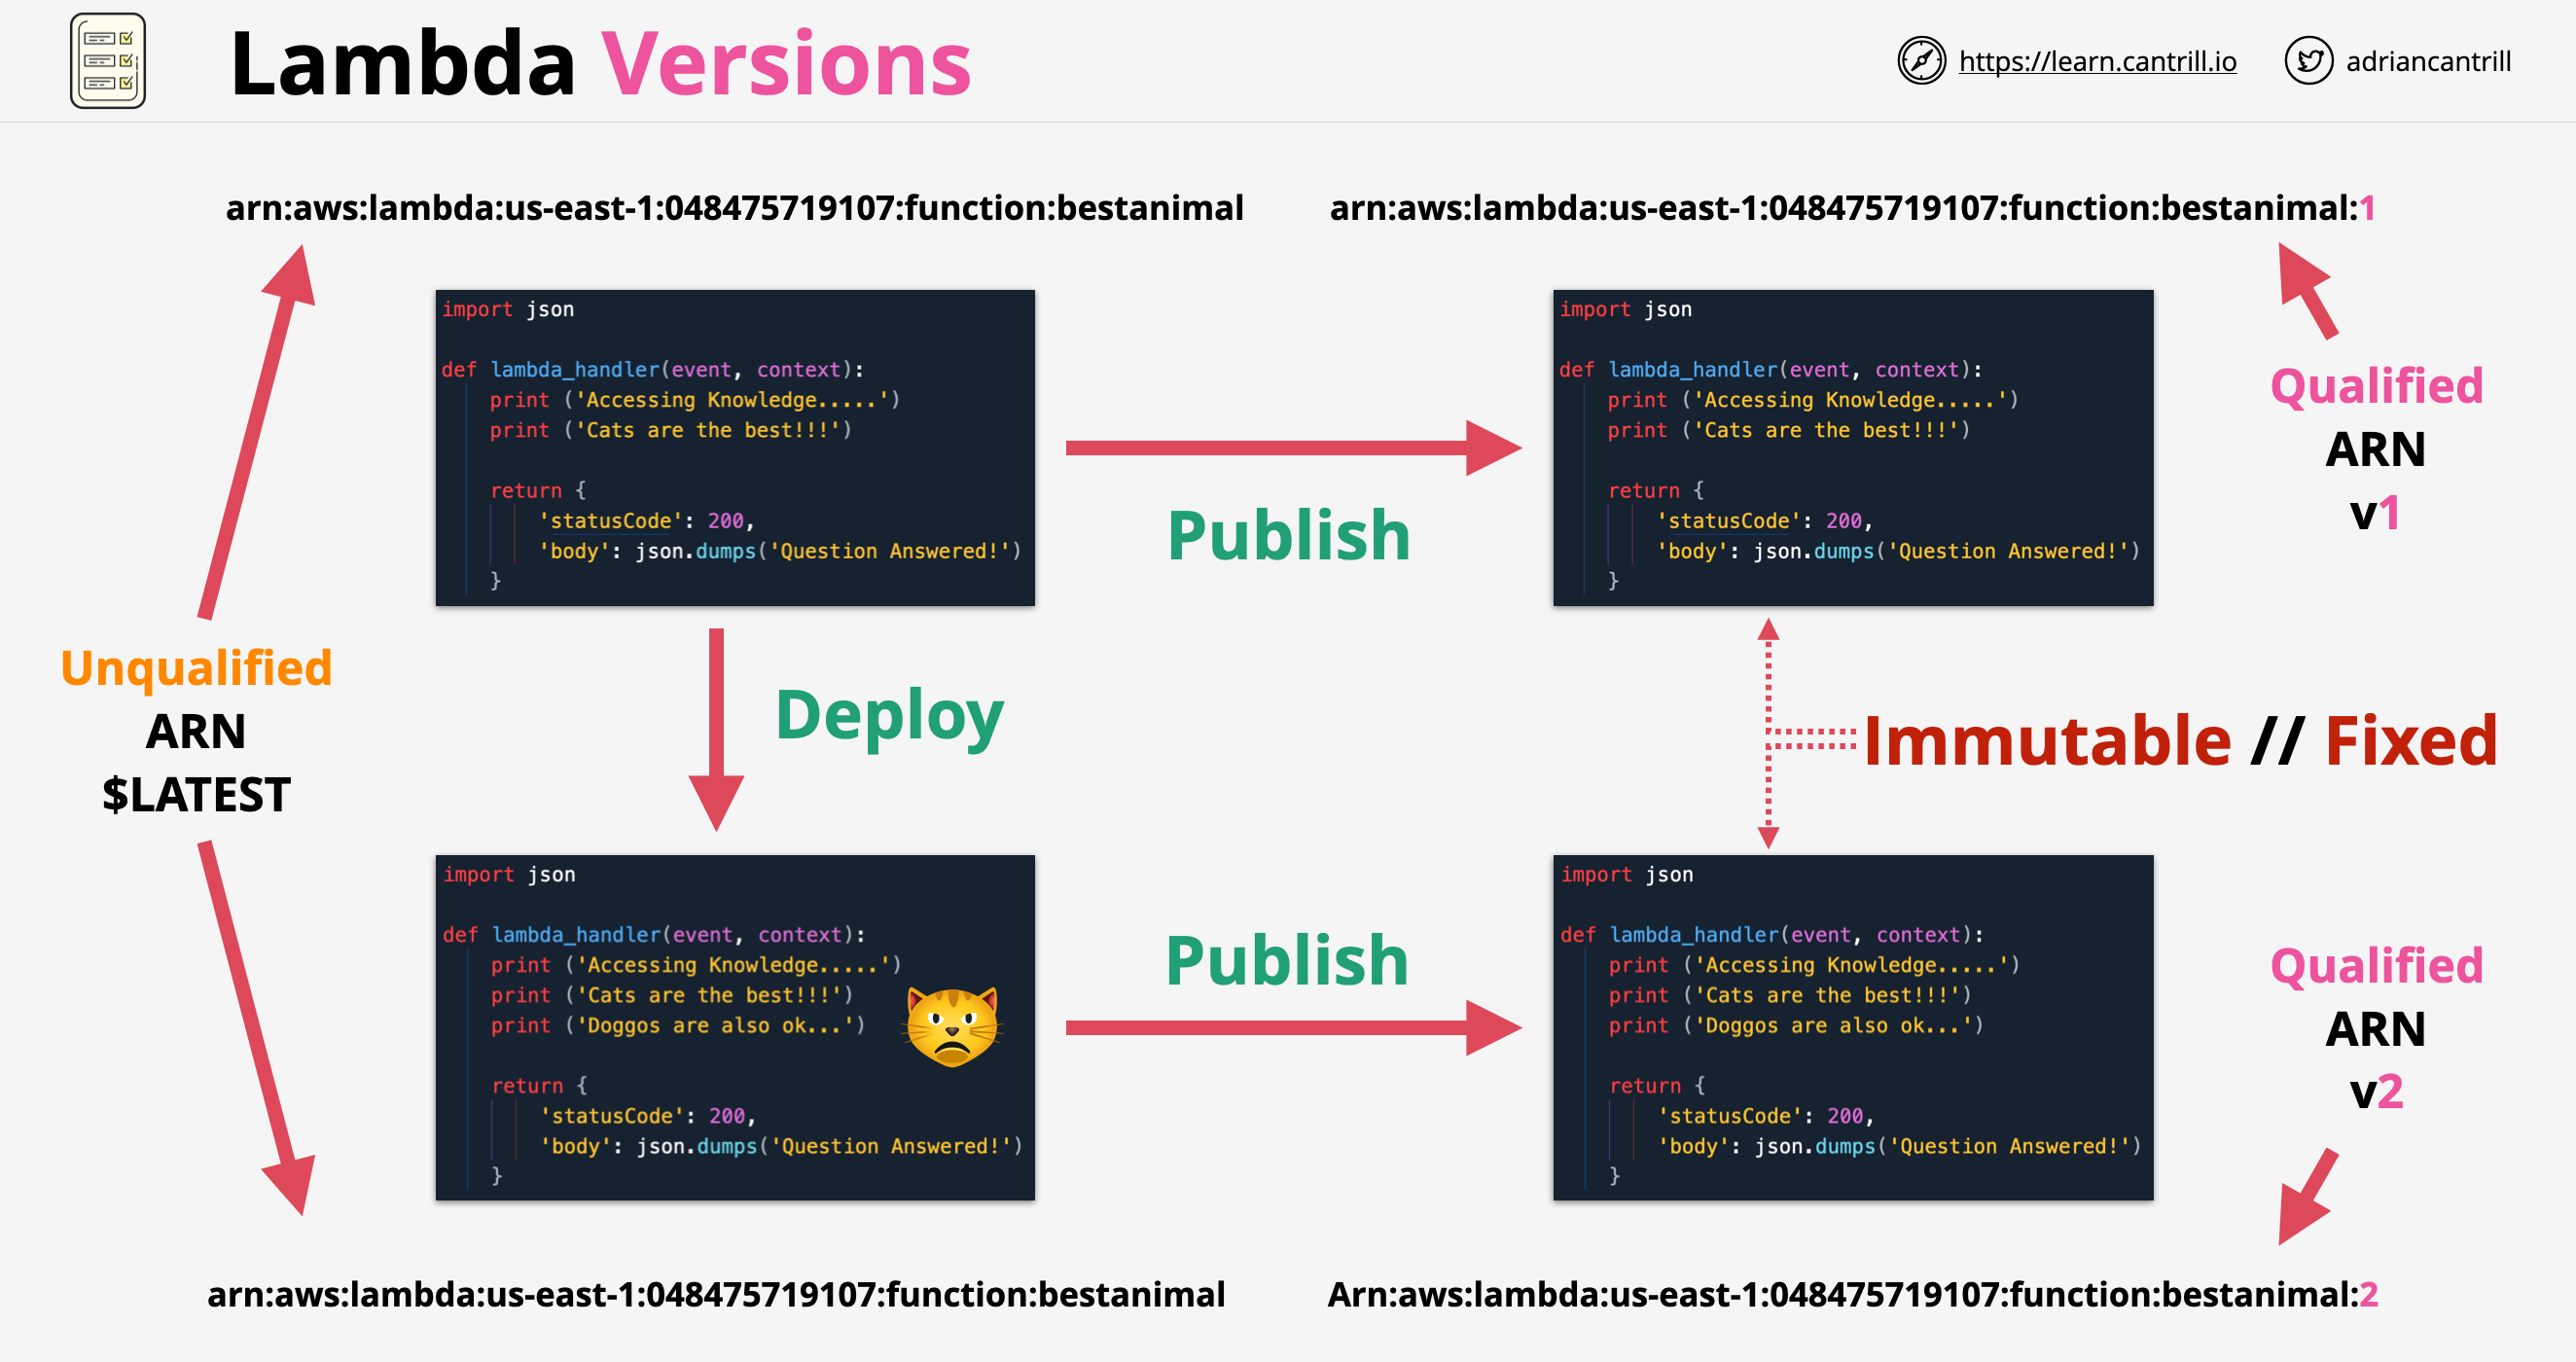 Lambda Versions
https://learn.cantrill.io
adriancantrill
arn:aws:lambda:us-east-1:048475719107:function:bestanimal
arn:aws:lambda:us-east-1:048475719107:function:bestanimal:1
import json
def lambda_handler(event, context):
print ('Accessing Knowledge.....')
print ('Cats are the best!!!')
return {
'statusCode': 200,
'body': json.dumps('Question Answered!')
}
Publish
import json
def lambda_handler(event, context):
print ('Accessing Knowledge.....')
print ('Cats are the best!!!')
return {
'statusCode': 200,
'body': json.dumps('Question Answered!')
}
Qualified
ARN
v1
Unqualified
ARN
$LATEST
Deploy
Immutable // Fixed
import json
def lambda_handler(event, context):
print ('Accessing Knowledge.....')
print ('Cats are the best!!!')
print ('Doggos are also ok...')
return {
'statusCode': 200,
'body': json.dumps('Question Answered!')
}
Publish
import json
def lambda_handler(event, context):
print ('Accessing Knowledge.....')
print ('Cats are the best!!!')
print ('Doggos are also ok...')
return {
'statusCode': 200,
'body': json.dumps('Question Answered!')
}
Qualified
ARN
v2
arn:aws:lambda:us-east-1:048475719107:function:bestanimal
Arn:aws:lambda:us-east-1:048475719107:function:bestanimal:2